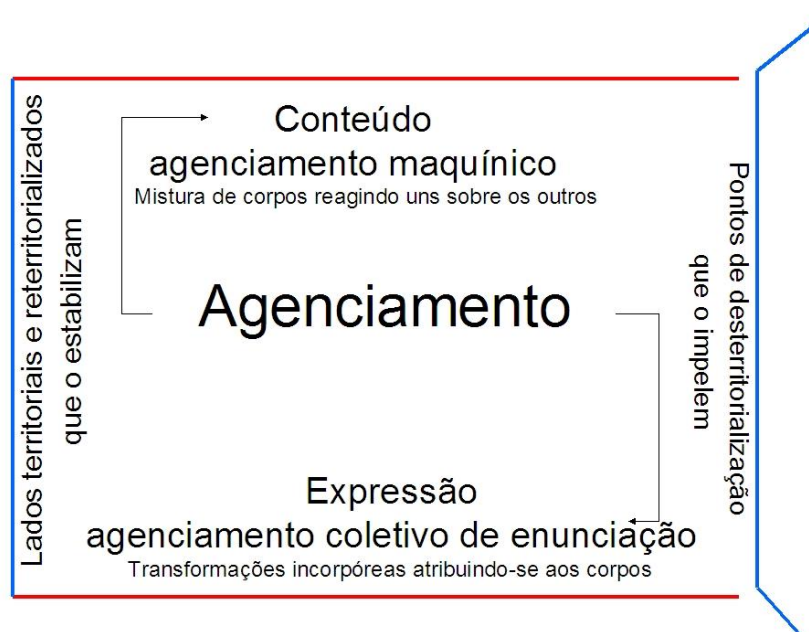 Lados territoriais e reterritorializados
que o estabilizam
Conteúdo
agenciamento maquínico
Mistura de corpos reagindo uns sobre os outros
Agenciamento
Expressão
agenciamento coletivo de enunciação
Transformações incorpóreas atribuindo-se aos corpos
Pontos de desterritorialização
que o impelem